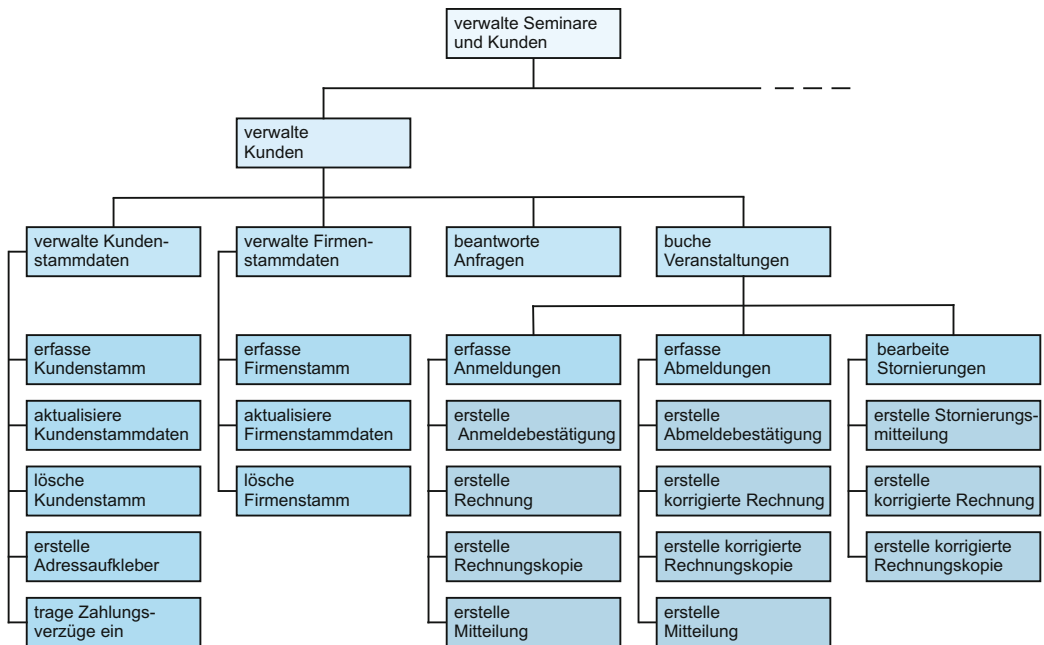 verwalte Seminare
und Kunden
verwalte
Kunden
verwalte Kunden-
stammdaten
verwalte Firmen-
stammdaten
beantworte
Anfragen
buche
Veranstaltungen
erfasse
Kundenstamm
erfasse
Firmenstamm
erfasse
Anmeldungen
erfasse
Abmeldungen
bearbeite
Stornierungen
aktualisiere
Kundenstammdaten
aktualisiere
Firmenstammdaten
erstelle
Anmeldebestätigung
erstelle
Abmeldebestätigung
erstelle Stornierungs-
mitteilung
lösche
Kundenstamm
lösche
Firmenstamm
erstelle
Rechnung
erstelle
korrigierte Rechnung
erstelle
korrigierte Rechnung
erstelle
Adressaufkleber
erstelle
Rechnungskopie
erstelle korrigierte
Rechnungskopie
erstelle korrigierte
Rechnungskopie
trage Zahlungs-
verzüge ein
erstelle
Mitteilung
erstelle
Mitteilung